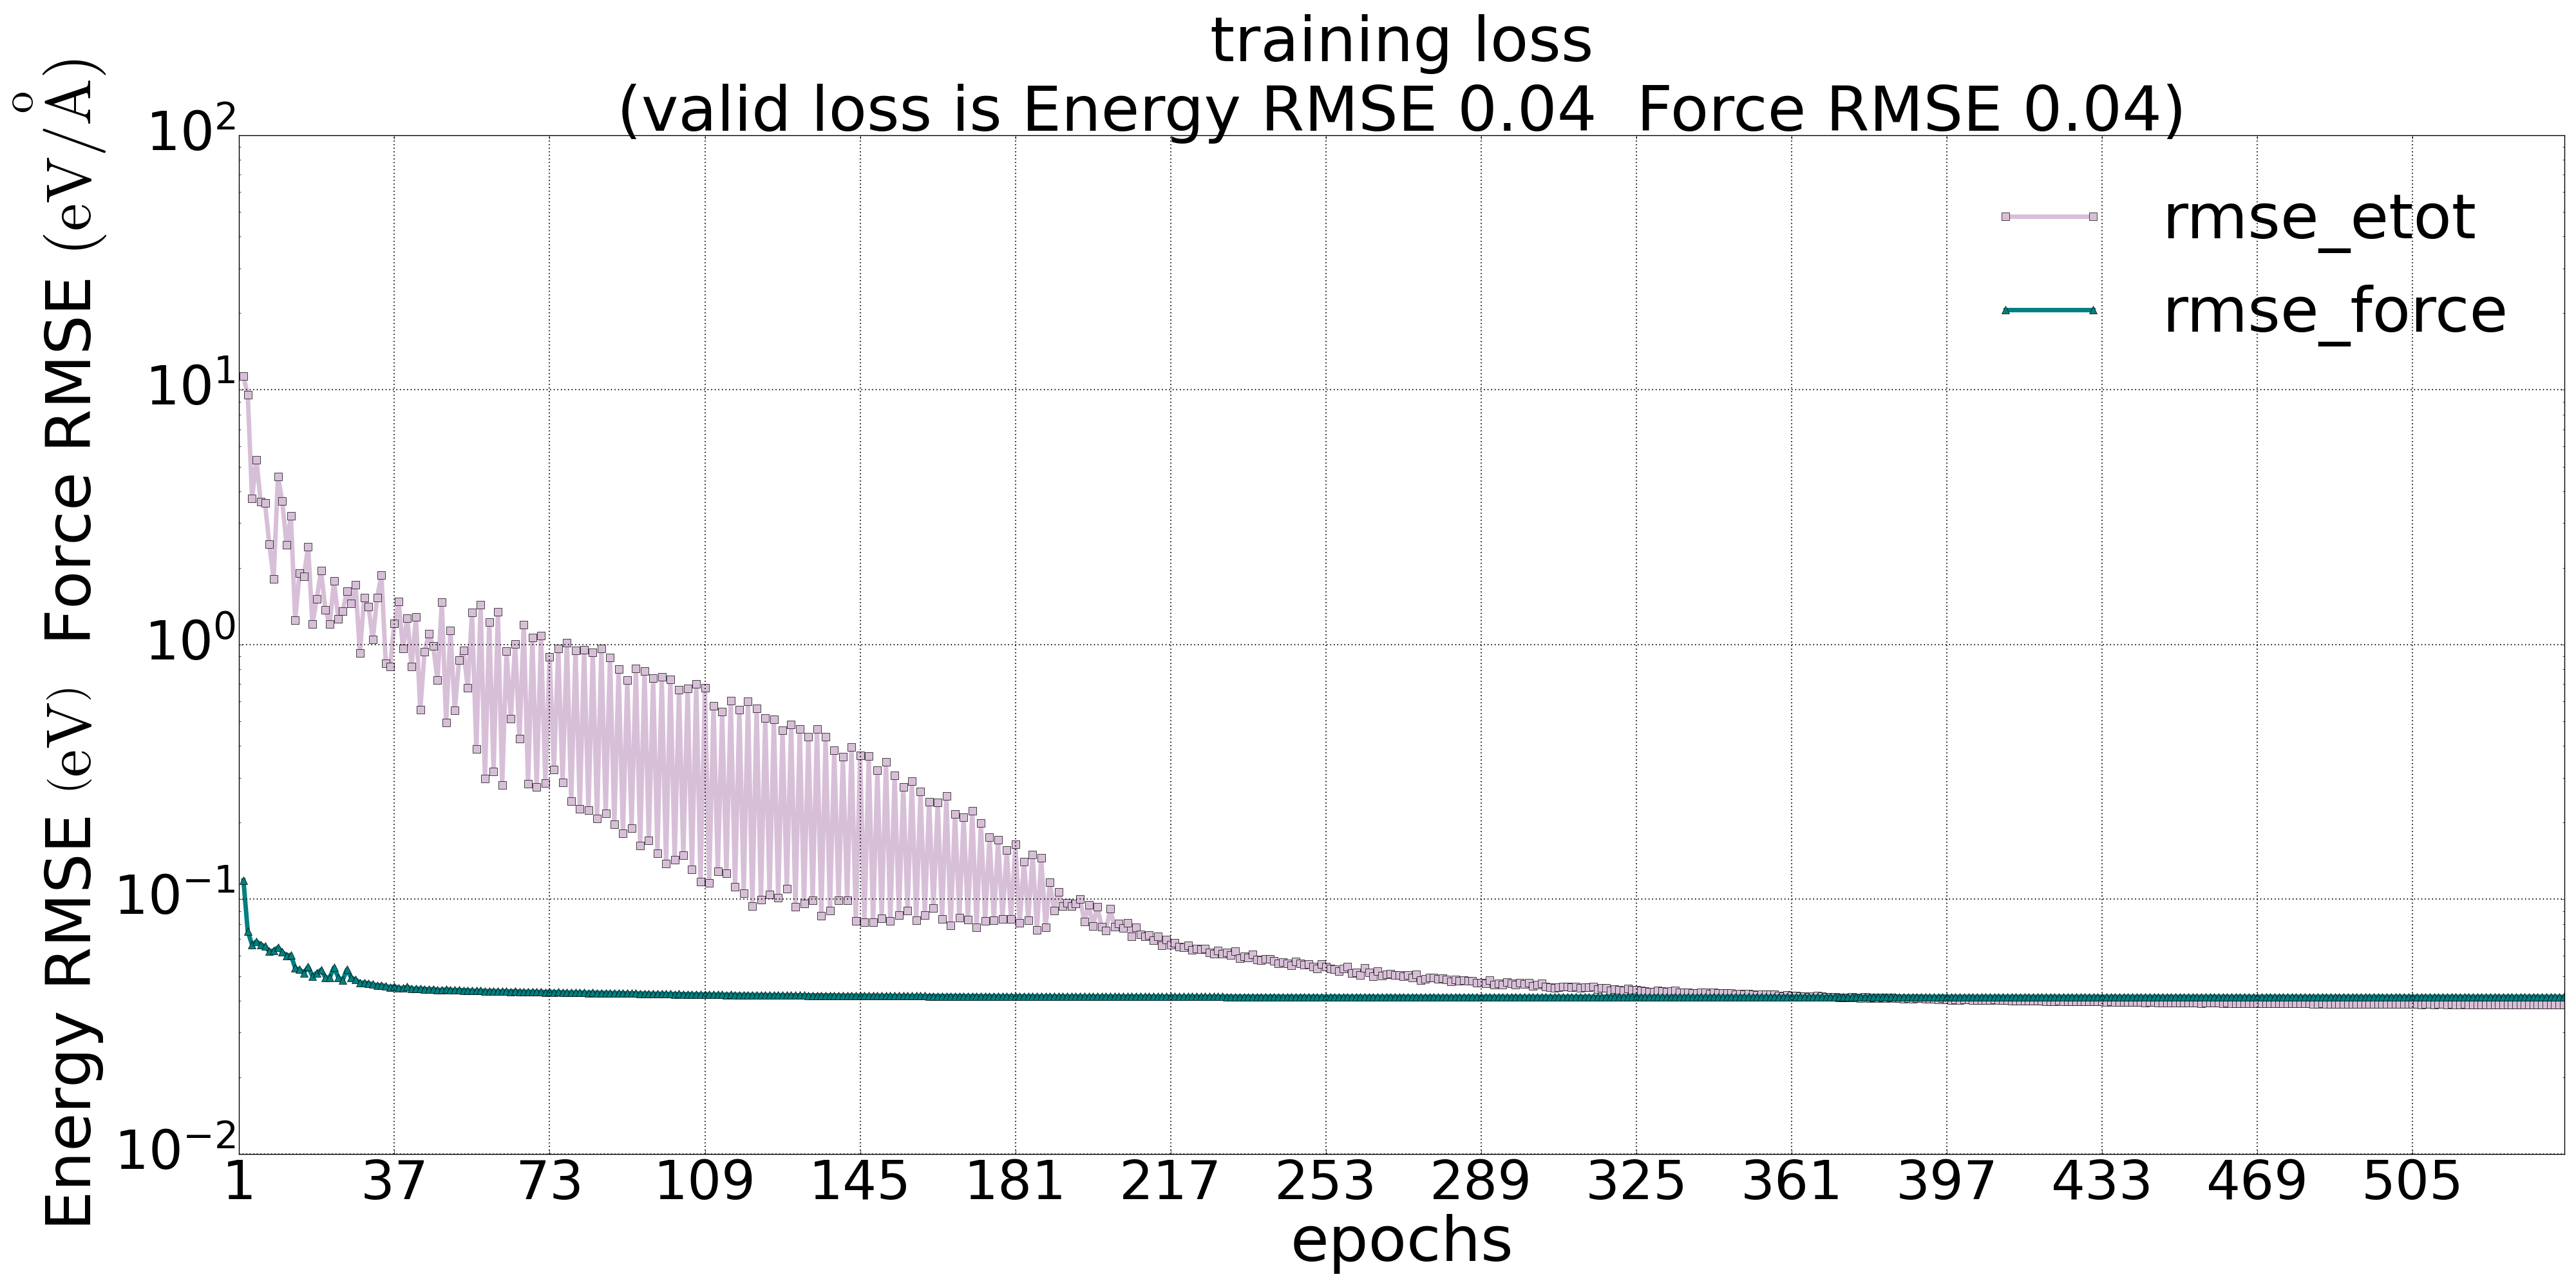 training loss
(valid loss is Energy RMSE 0.04  Force RMSE 0.04)
Energy RMSE (eV)  Force RMSE (eV/Å)
10²
10¹
10⁰
10⁻¹
10⁻²
rmse_etot
rmse_force
1 37 73 109 145 181 217 253 289 325 361 397 433 469 505
epochs